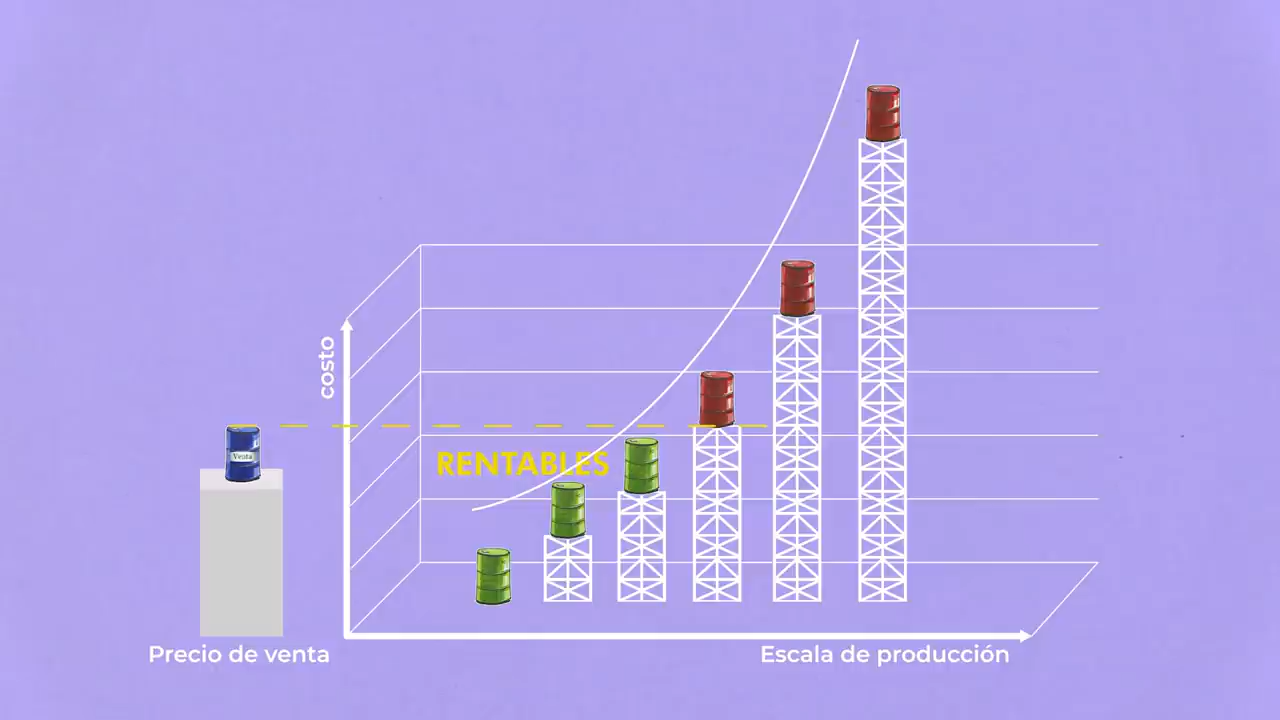 costo
Venta
RENTABLES
Precio de venta
Escala de producción